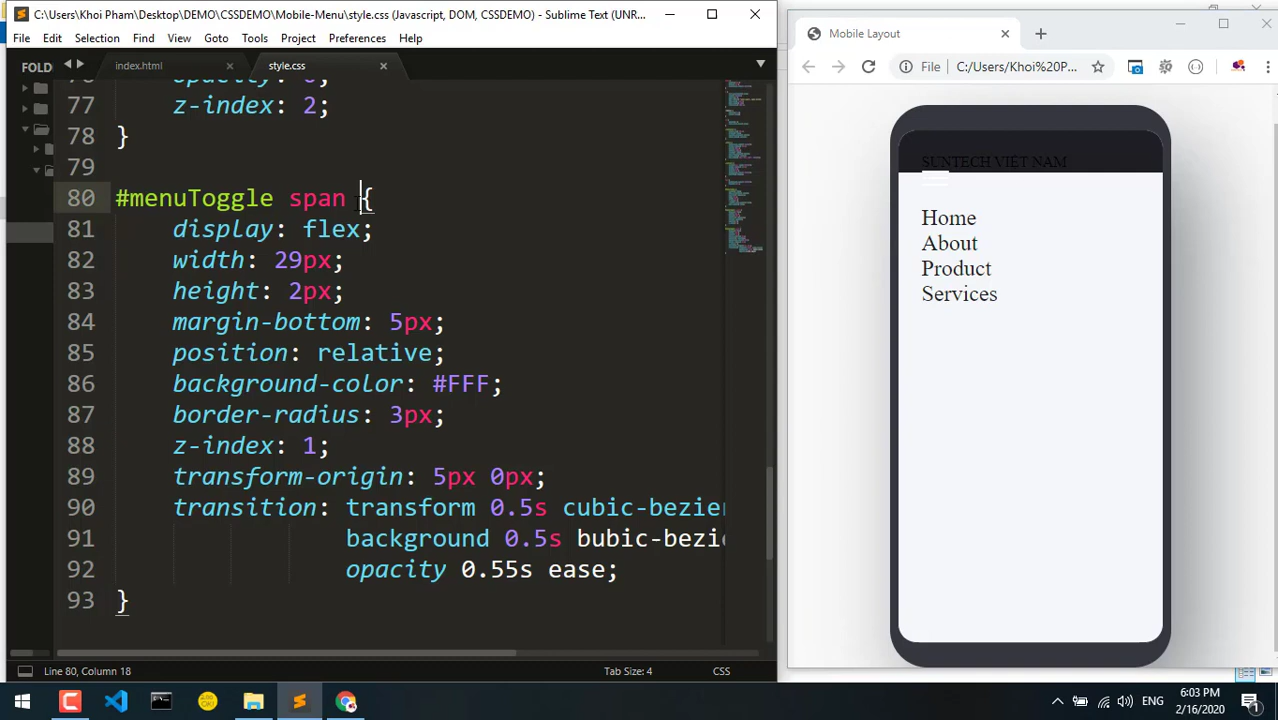 C:\Users\Khoi Pham\Desktop\DEMO\CSSDEMO\Mobile-Menu\style.css (Javascript, DOM, CSSDEMO) - Sublime Text (UNR...
File Edit Selection Find View Goto Tools Project Preferences Help
FOLD
index.html
style.css
z-index: 2;
77
78 }
79
80 #menuToggle span {
81 display: flex;
82 width: 29px;
83 height: 2px;
84 margin-bottom: 5px;
85 position: relative;
86 background-color: #FFF;
87 border-radius: 3px;
88 z-index: 1;
89 transform-origin: 5px 0px;
90 transition: transform 0.5s cubic-bezier
91 background 0.5s bubic-bezi
92 opacity 0.55s ease;
93 }
Line 80, Column 18
Tab Size: 4
CSS
Mobile Layout
File
C:/Users/Khoi%20P...
SUNTECH VIỆT NAM
Home
About
Product
Services
ENG
6:03 PM
2/16/2020
1